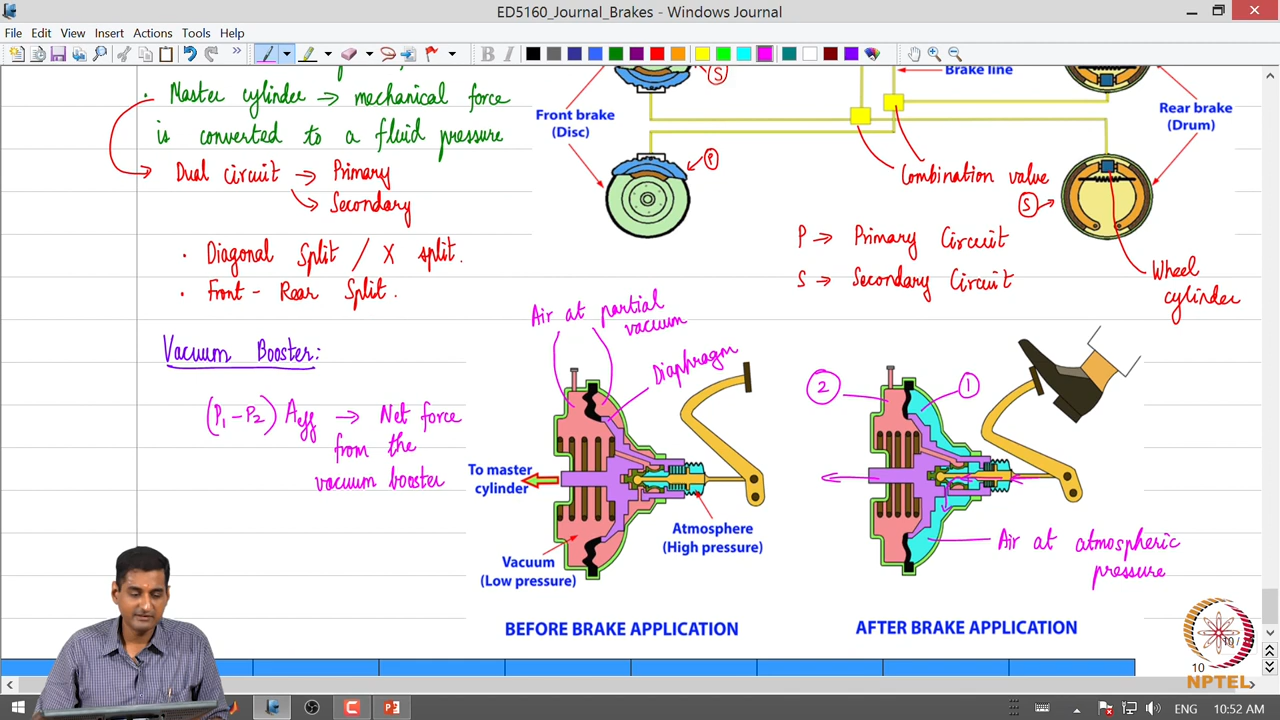 ED5160_Journal_Brakes - Windows Journal
File Edit View Insert Actions Tools Help
B I
· Master cylinder → mechanical force
is converted to a fluid pressure
Dual circuit → Primary
→ Secondary
· Diagonal Split / X split.
· Front - Rear Split.
Vacuum Booster:
(P1-P2) Aeff → Net force
from the
vacuum booster
S
Front brake
(Disc)
P
Brake line
Rear brake
(Drum)
Combination valve
S
P → Primary Circuit
S → Secondary Circuit
Wheel
cylinder
Air at partial
vacuum
Diaphragm
To master
cylinder
Vacuum
(Low pressure)
Atmosphere
(High pressure)
BEFORE BRAKE APPLICATION
2
1
Air at atmospheric
pressure
AFTER BRAKE APPLICATION
10
NPTEL
ENG 10:52 AM